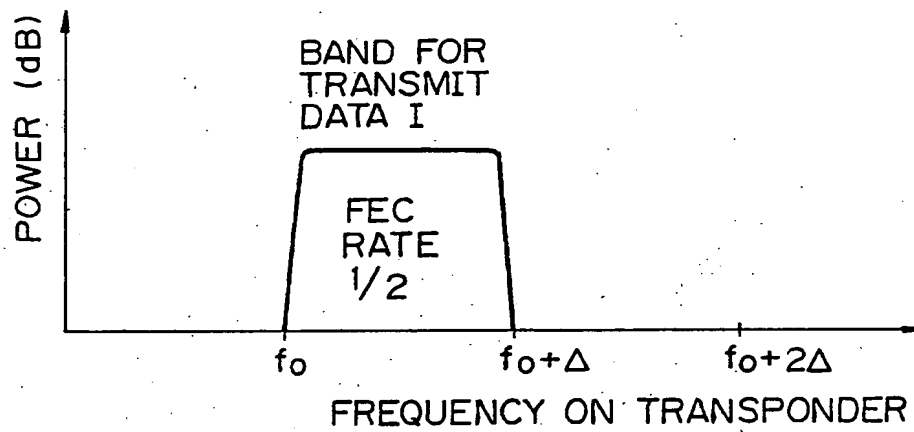 POWER (dB)
BAND FOR
TRANSMIT
DATA I
FEC
RATE
1/2
fo
fo+Δ
fo+2Δ
FREQUENCY ON TRANSPONDER